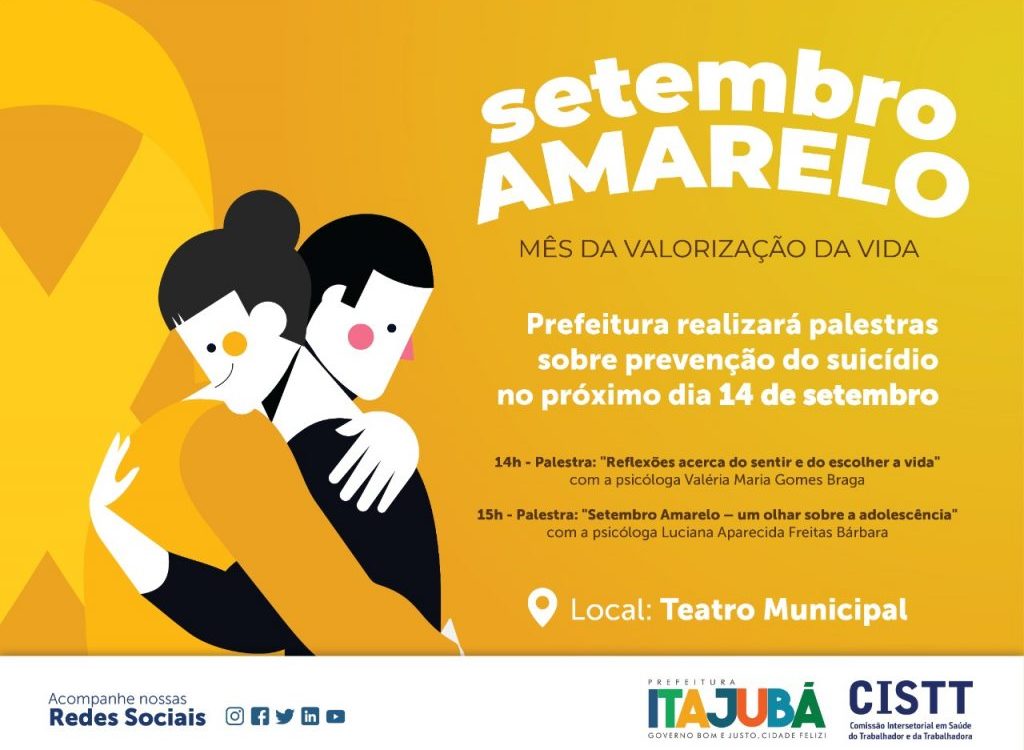 setembro
AMARELO
MÊS DA VALORIZAÇÃO DA VIDA
Prefeitura realizará palestras
sobre prevenção do suicídio
no próximo dia 14 de setembro
14h - Palestra: "Reflexões acerca do sentir e do escolher a vida"
com a psicóloga Valéria Maria Gomes Braga
15h - Palestra: "Setembro Amarelo – um olhar sobre a adolescência"
com a psicóloga Luciana Aparecida Freitas Bárbara
Local: Teatro Municipal
Acompanhe nossas
Redes Sociais
PREFEITURA
ITAJUBÁ
GOVERNO BOM E JUSTO, CIDADE FELIZ!
CISTT
Comissão Intersetorial em Saúde
do Trabalhador e da Trabalhadora